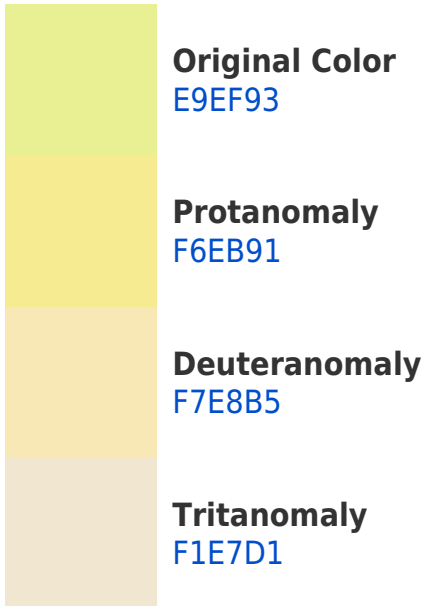 Original Color
E9EF93
Protanomaly
F6EB91
Deuteranomaly
F7E8B5
Tritanomaly
F1E7D1